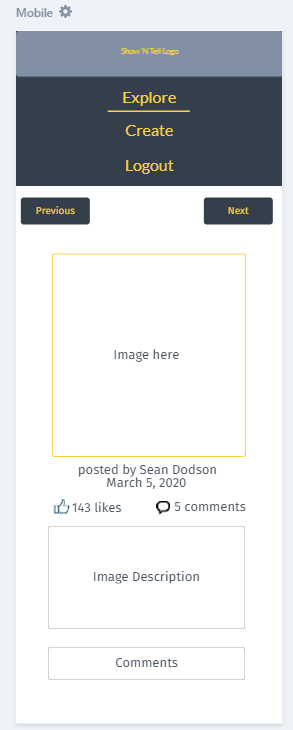 Mobile
Show 'N Tell Logo
Explore
Create
Logout
Previous
Next
Image here
posted by Sean Dodson
March 5, 2020
143 likes
5 comments
Image Description
Comments